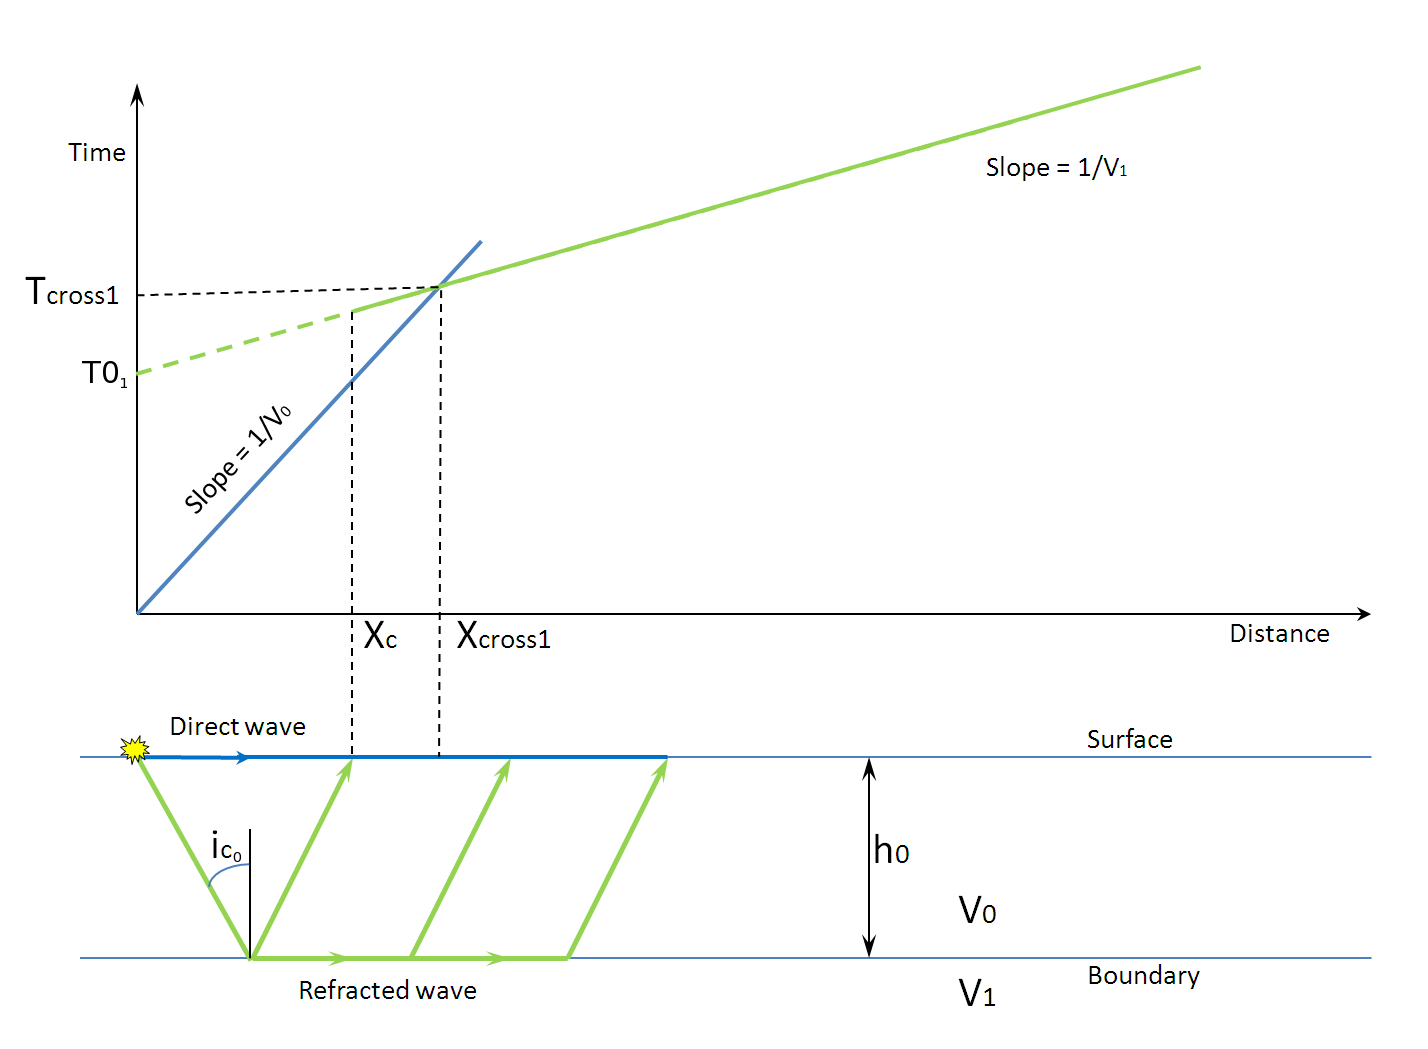 Time
Slope = 1/V₁
Tcross1
T0₁
Slope = 1/V₀
Xc
Xcross1
Distance
Direct wave
Surface
ic₀
h0
V0
Boundary
Refracted wave
V1